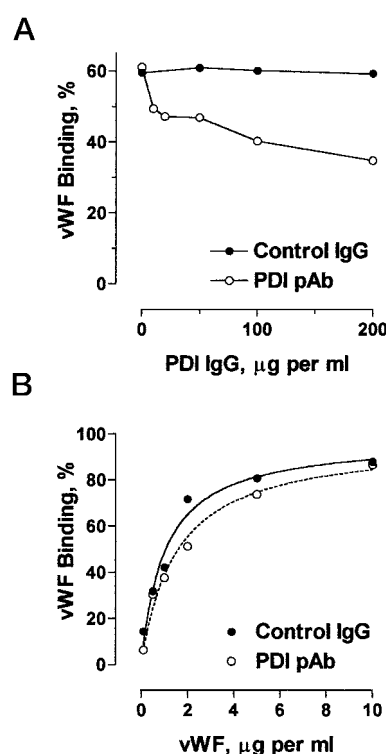 A
vWF Binding, %
60
40
20
0
Control IgG
PDI pAb
0
100
200
PDI IgG, μg per ml
B
vWF Binding, %
100
80
60
40
20
0
Control IgG
PDI pAb
0
2
4
6
8
10
vWF, μg per ml